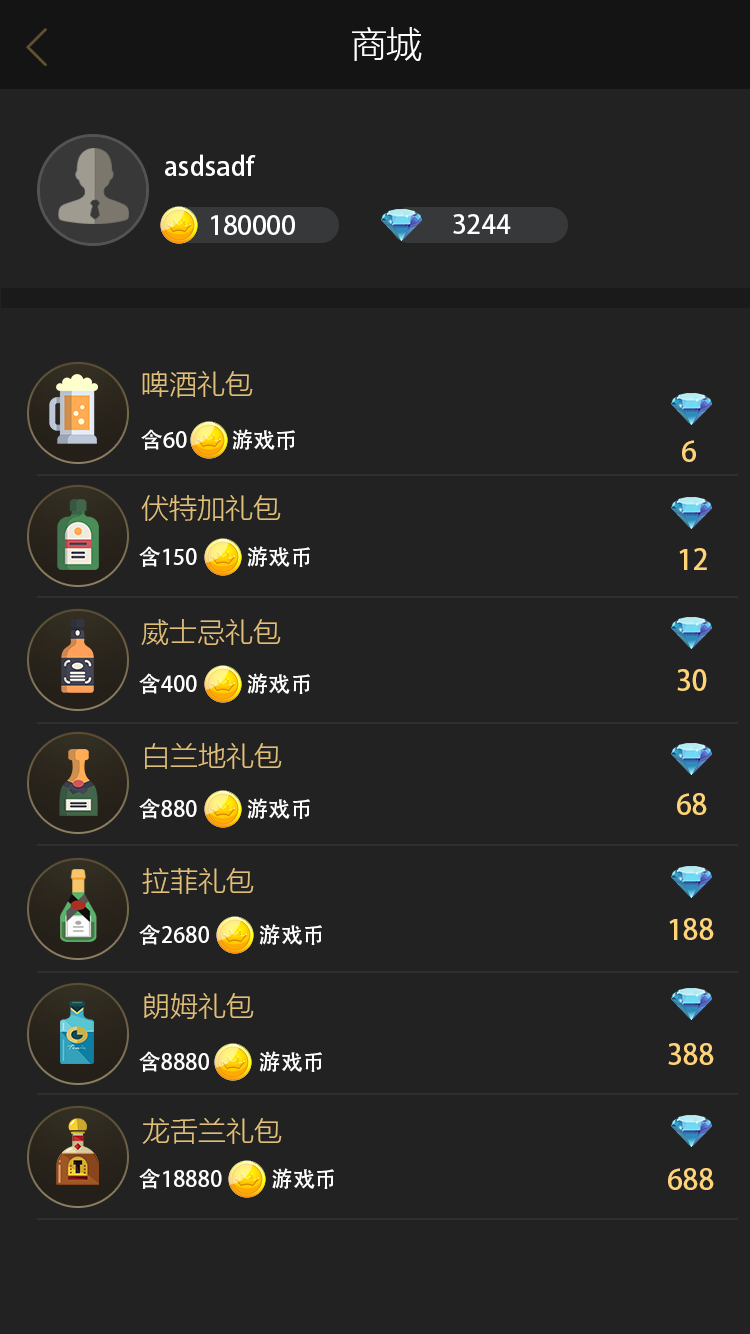 商城
asdsadf
180000 3244
啤酒礼包
含60 游戏币
6
伏特加礼包
含150 游戏币
12
威士忌礼包
含400 游戏币
30
白兰地礼包
含880 游戏币
68
拉菲礼包
含2680 游戏币
188
朗姆礼包
含8880 游戏币
388
龙舌兰礼包
含18880 游戏币
688
T